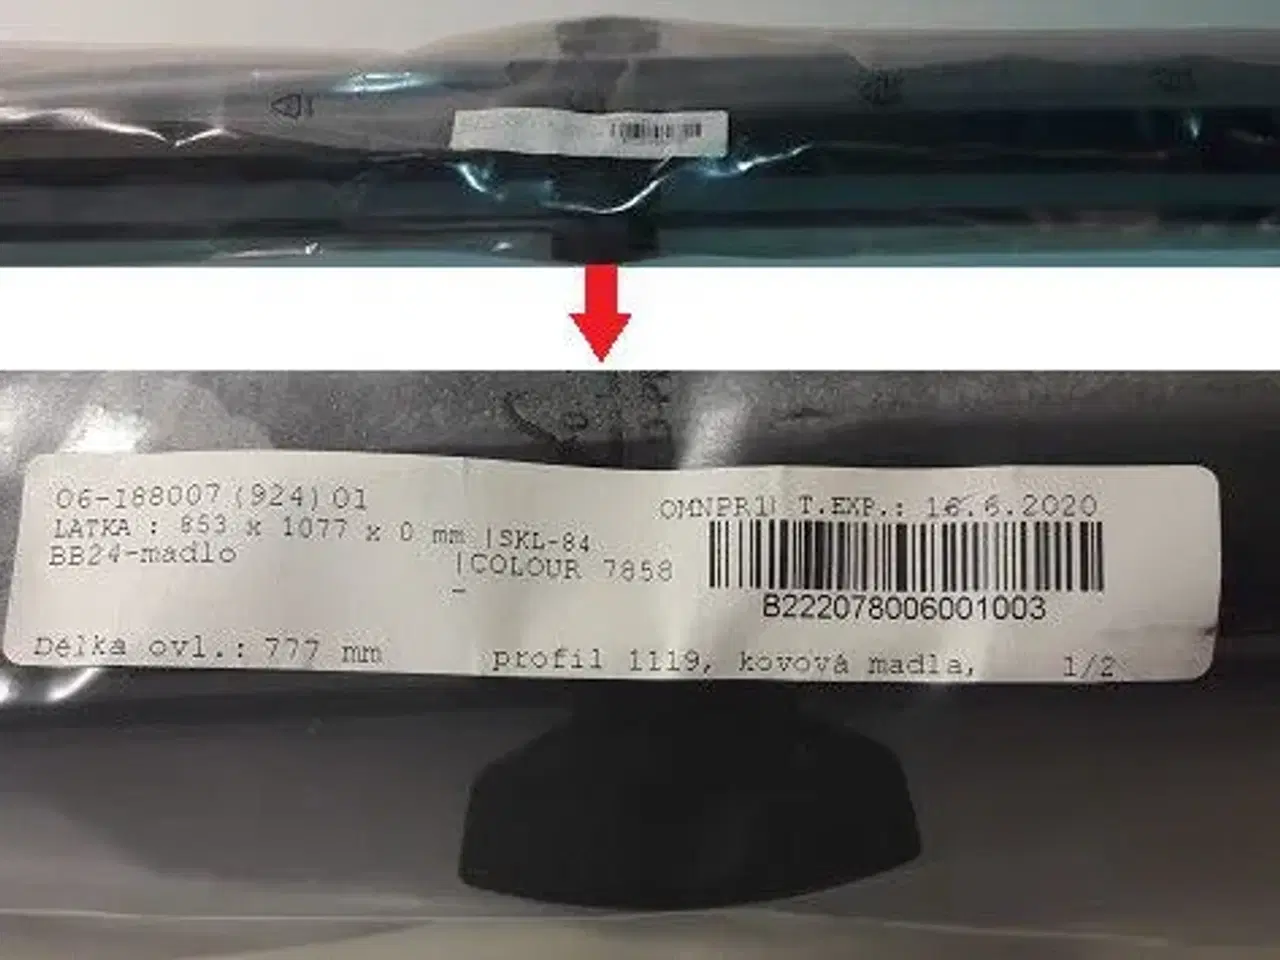 06-188007 (924) 01
OMNPR1| T.EXP.: 16.6.2020
LATKA : 853 x 1077 x 0 mm |SKL-84
BB24-madlo |COLOUR 7858
-
B222078006001003
Délka ovl.: 777 mm profil 1119, kovová madla, 1/2